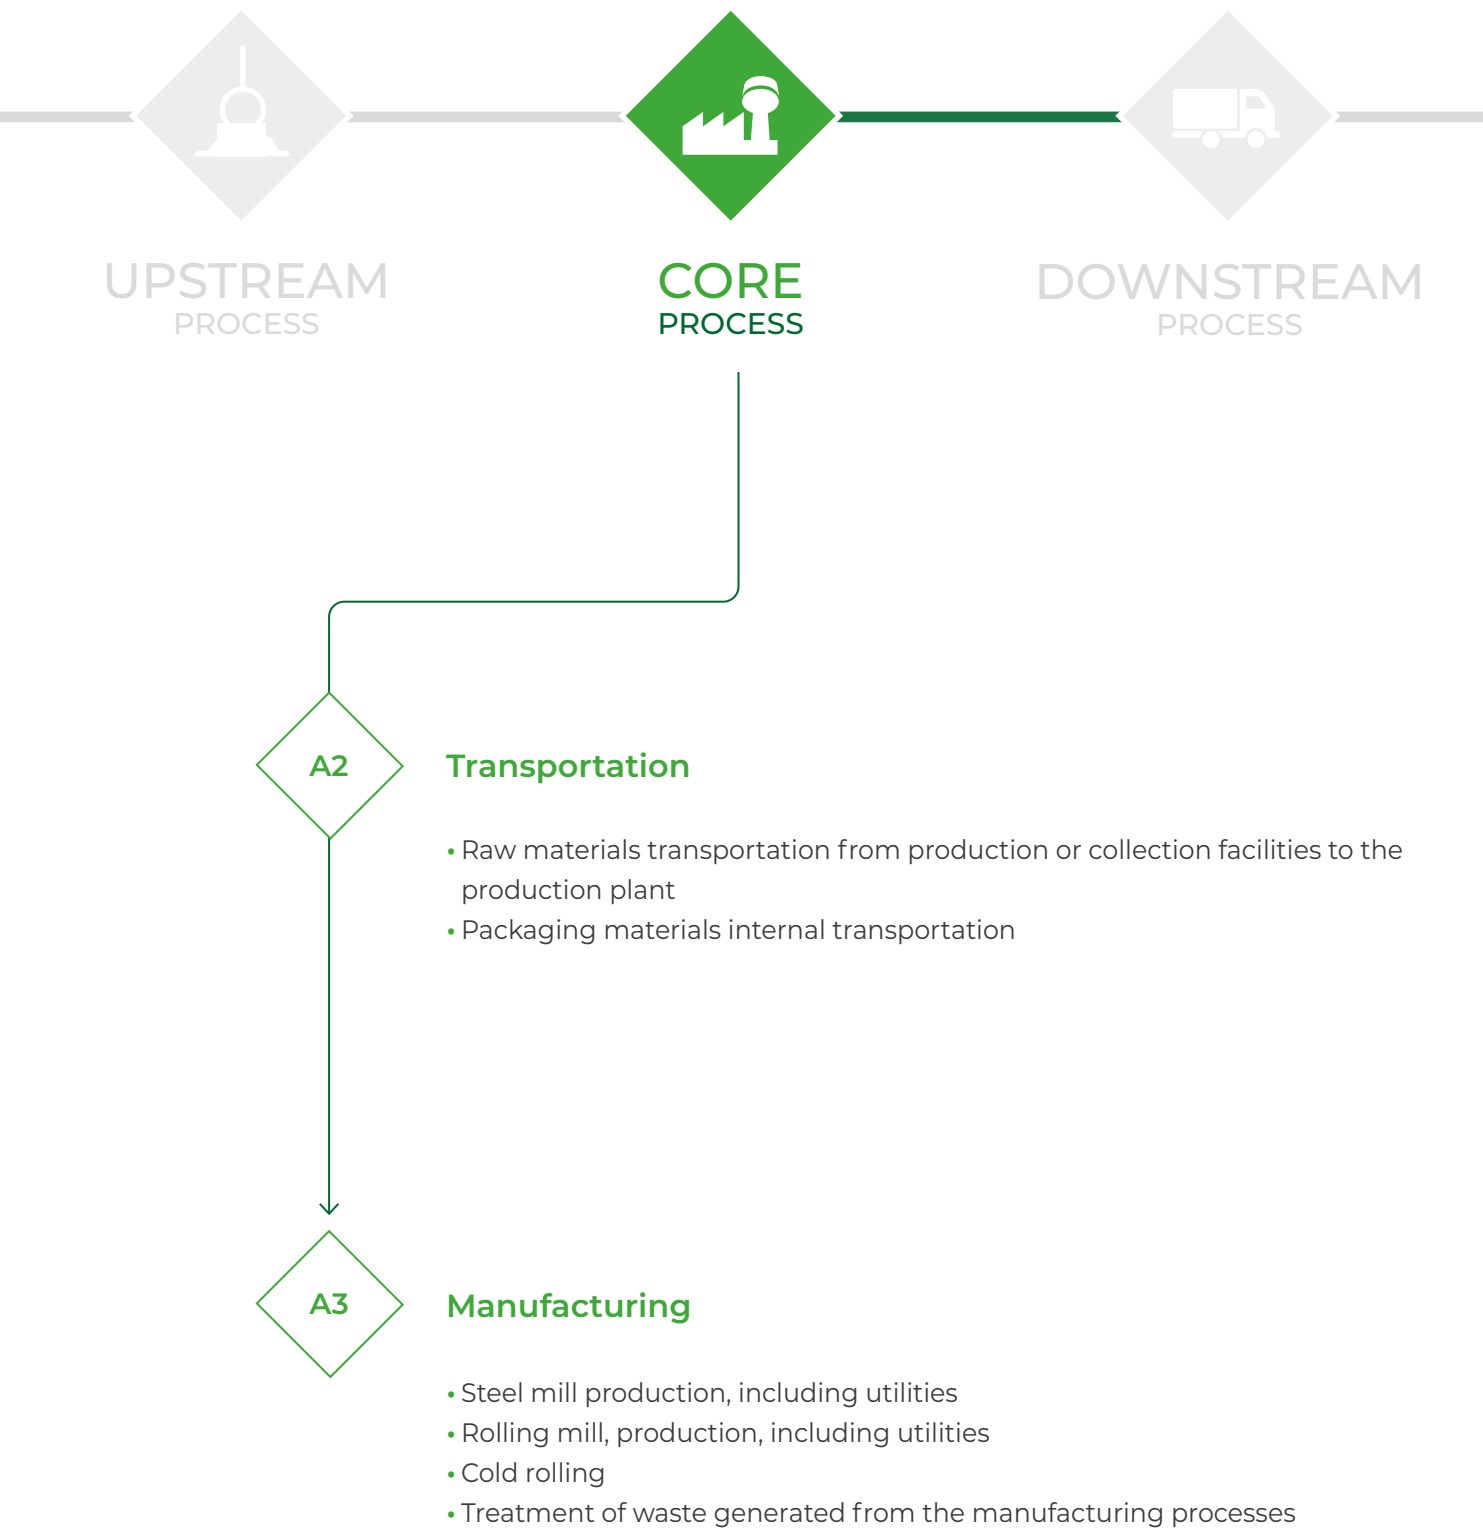 UPSTREAM
PROCESS
CORE
PROCESS
DOWNSTREAM
PROCESS
A2
Transportation
• Raw materials transportation from production or collection facilities to the
production plant
• Packaging materials internal transportation
A3
Manufacturing
• Steel mill production, including utilities
• Rolling mill, production, including utilities
• Cold rolling
• Treatment of waste generated from the manufacturing processes